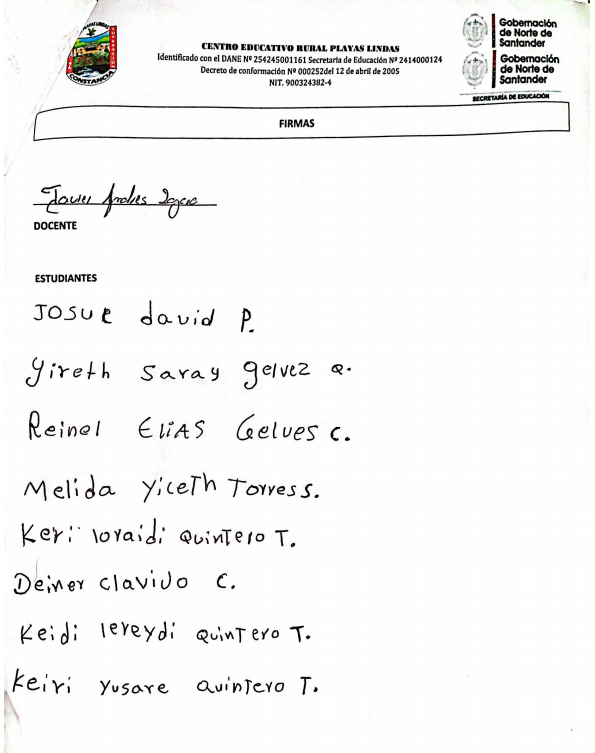 CONSTANCIA
CENTRO EDUCATIVO RURAL PLAYAS LINDAS
Identificado con el DANE Nº 254245001161 Secretaria de Educación Nº 2414000124
Decreto de conformación Nº 000252del 12 de abril de 2005
NIT. 900324382-4
Gobernación
de Norte de
Santander
Gobernación
de Norte de
Santander
SECRETARÍA DE EDUCACIÓN
FIRMAS
Javier Andres
DOCENTE
ESTUDIANTES
JOSUE david P.
Yireth Saray gelvez Q.
Reinel ELIAS Gelves C.
Melida YiceTh Torres S.
Keri loraidi QuinTero T.
Deiner claviJo C.
Keidi lereydi QuinTero T.
Keiri Yusare QuinTero T.